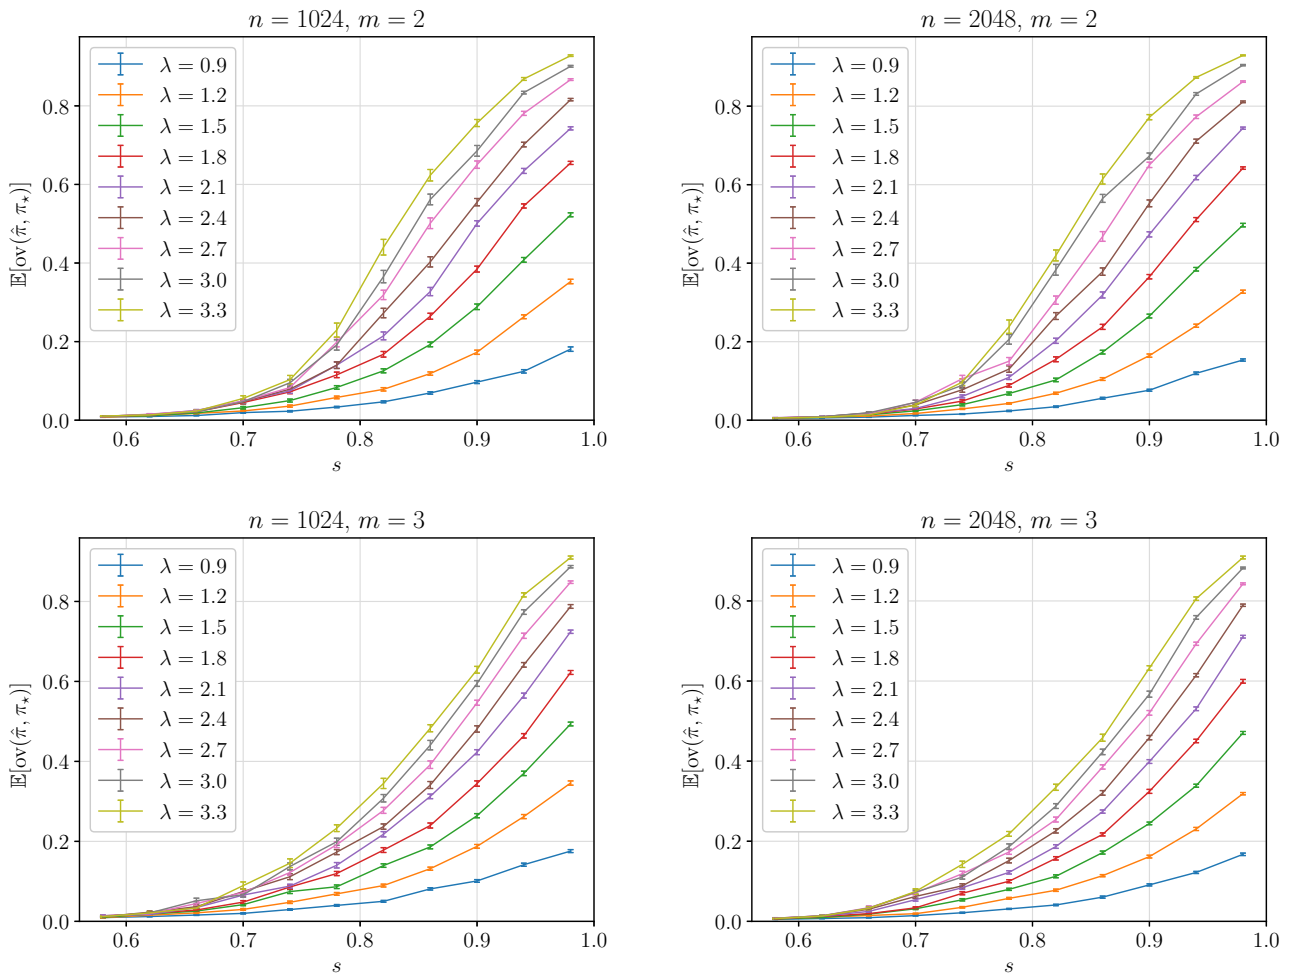 n = 1024, m = 2
λ = 0.9
λ = 1.2
λ = 1.5
λ = 1.8
λ = 2.1
λ = 2.4
λ = 2.7
λ = 3.0
λ = 3.3
𝔼[ov(π̂, π⋆)]
0.8
0.6
0.4
0.2
0.0
0.6 0.7 0.8 0.9 1.0
s
n = 2048, m = 2
λ = 0.9
λ = 1.2
λ = 1.5
λ = 1.8
λ = 2.1
λ = 2.4
λ = 2.7
λ = 3.0
λ = 3.3
𝔼[ov(π̂, π⋆)]
0.8
0.6
0.4
0.2
0.0
0.6 0.7 0.8 0.9 1.0
s
n = 1024, m = 3
λ = 0.9
λ = 1.2
λ = 1.5
λ = 1.8
λ = 2.1
λ = 2.4
λ = 2.7
λ = 3.0
λ = 3.3
𝔼[ov(π̂, π⋆)]
0.8
0.6
0.4
0.2
0.0
0.6 0.7 0.8 0.9 1.0
s
n = 2048, m = 3
λ = 0.9
λ = 1.2
λ = 1.5
λ = 1.8
λ = 2.1
λ = 2.4
λ = 2.7
λ = 3.0
λ = 3.3
𝔼[ov(π̂, π⋆)]
0.8
0.6
0.4
0.2
0.0
0.6 0.7 0.8 0.9 1.0
s